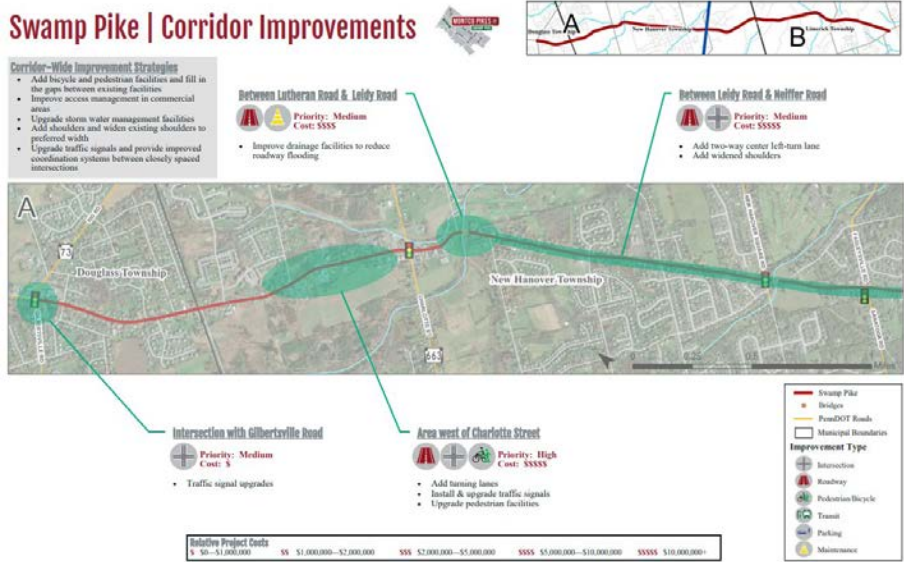 Swamp Pike | Corridor Improvements
MONTCO PIKES
A
B
Douglass Township
New Hanover Township
Limerick Township
Corridor-Wide Improvement Strategies
• Add bicycle and pedestrian facilities and fill in
the gaps between existing facilities
• Improve access management in commercial
areas
• Upgrade storm water management facilities
• Add shoulders and widen existing shoulders to
preferred width
• Upgrade traffic signals and provide improved
coordination systems between closely spaced
intersections
Between Lutheran Road & Leidy Road
Priority: Medium
Cost: $$$$
• Improve drainage facilities to reduce
roadway flooding
Between Leidy Road & Neiffer Road
Priority: Medium
Cost: $$$$$
• Add two-way center left-turn lane
• Add widened shoulders
A
73
Douglass Township
New Hanover Township
663
0 0.25 0.5
Miles
Intersection with Gilbertsville Road
Priority: Medium
Cost: $
• Traffic signal upgrades
Area west of Charlotte Street
Priority: High
Cost: $$$$$
• Add turning lanes
• Install & upgrade traffic signals
• Upgrade pedestrian facilities
Swamp Pike
Bridges
PennDOT Roads
Municipal Boundaries
Improvement Type
Intersection
Roadway
Pedestrian/Bicycle
Transit
Parking
Maintenance
Relative Project Costs
$ $0—$1,000,000 $$ $1,000,000—$2,000,000 $$$ $2,000,000—$5,000,000 $$$$ $5,000,000—$10,000,000 $$$$$ $10,000,000+